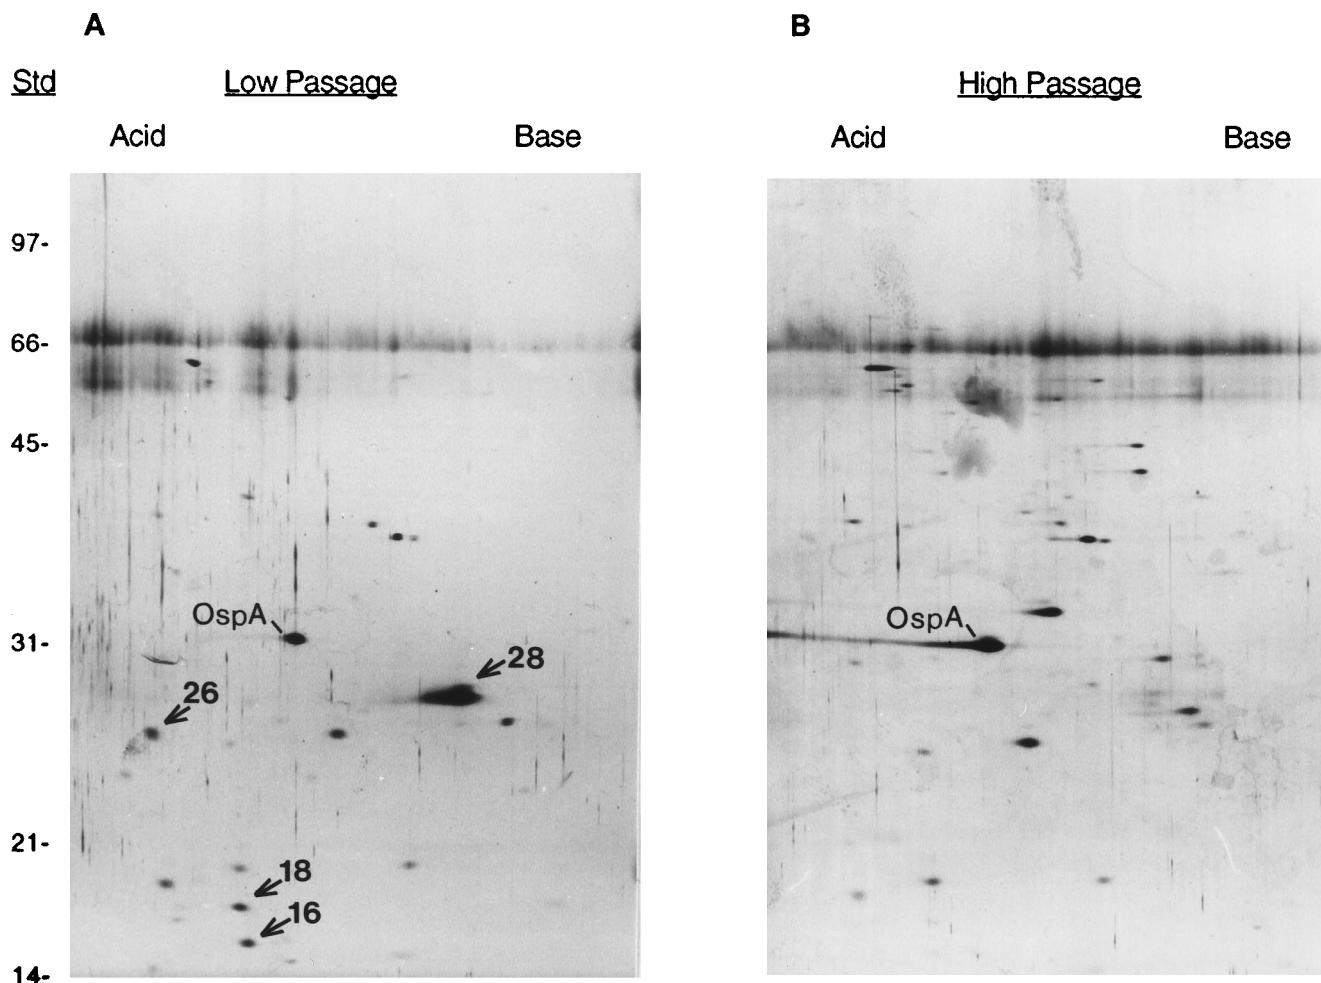 A
B
Std
Low Passage
High Passage
Acid
Base
Acid
Base
97-
66-
45-
OspA
OspA
31-
28
26
21-
18
16
14-